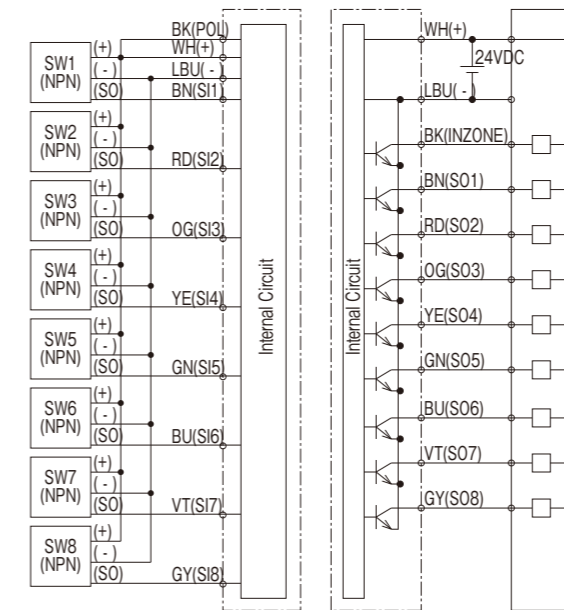 BK(POL)
WH(+)
LBU( - )
BN(SI1)
SW1
(NPN)
(+)
( - )
(SO)
SW2
(NPN)
(+)
( - )
(SO)
RD(SI2)
SW3
(NPN)
(+)
( - )
(SO)
OG(SI3)
SW4
(NPN)
(+)
( - )
(SO)
YE(SI4)
SW5
(NPN)
(+)
( - )
(SO)
GN(SI5)
SW6
(NPN)
(+)
( - )
(SO)
BU(SI6)
SW7
(NPN)
(+)
( - )
(SO)
VT(SI7)
SW8
(NPN)
(+)
( - )
(SO)
GY(SI8)
Internal Circuit
Internal Circuit
WH(+)
24VDC
LBU( - )
BK(INZONE)
BN(SO1)
RD(SO2)
OG(SO3)
YE(SO4)
GN(SO5)
BU(SO6)
VT(SO7)
GY(SO8)